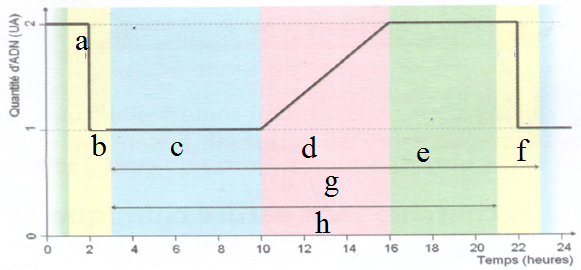 Quantité d'ADN (UA)
2
a
1
b c d e f
g
h
0
0 2 4 6 8 10 12 14 16 18 20 22 24
Temps (heures)